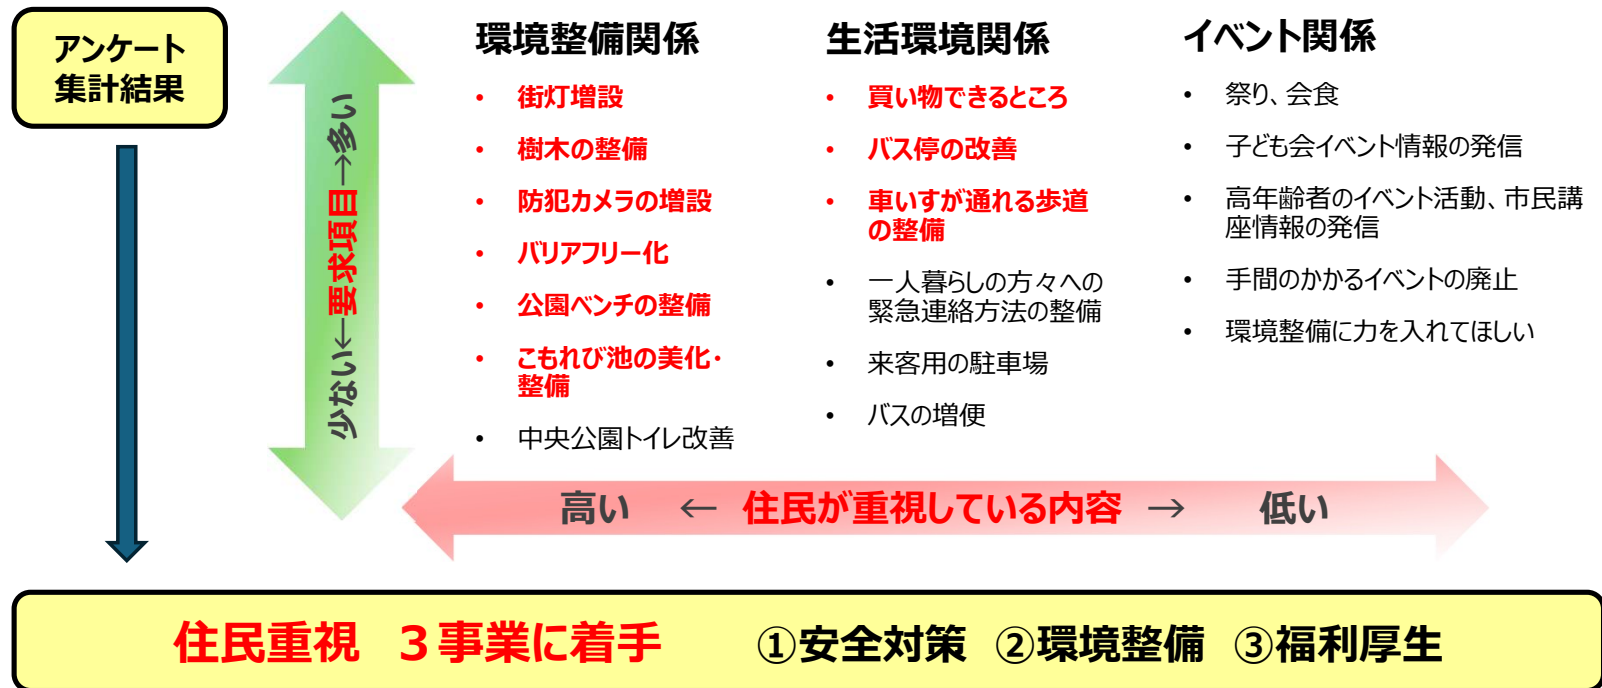 アンケート
集計結果
少ない←要求項目→多い
環境整備関係
• 街灯増設
• 樹木の整備
• 防犯カメラの増設
• バリアフリー化
• 公園ベンチの整備
• こもれび池の美化・
整備
• 中央公園トイレ改善
生活環境関係
• 買い物できるところ
• バス停の改善
• 車いすが通れる歩道
の整備
• 一人暮らしの方々への
緊急連絡方法の整備
• 来客用の駐車場
• バスの増便
イベント関係
• 祭り、会食
• 子ども会イベント情報の発信
• 高年齢者のイベント活動、市民講
座情報の発信
• 手間のかかるイベントの廃止
• 環境整備に力を入れてほしい
高い ← 住民が重視している内容 → 低い
住民重視 3事業に着手 ①安全対策 ②環境整備 ③福利厚生